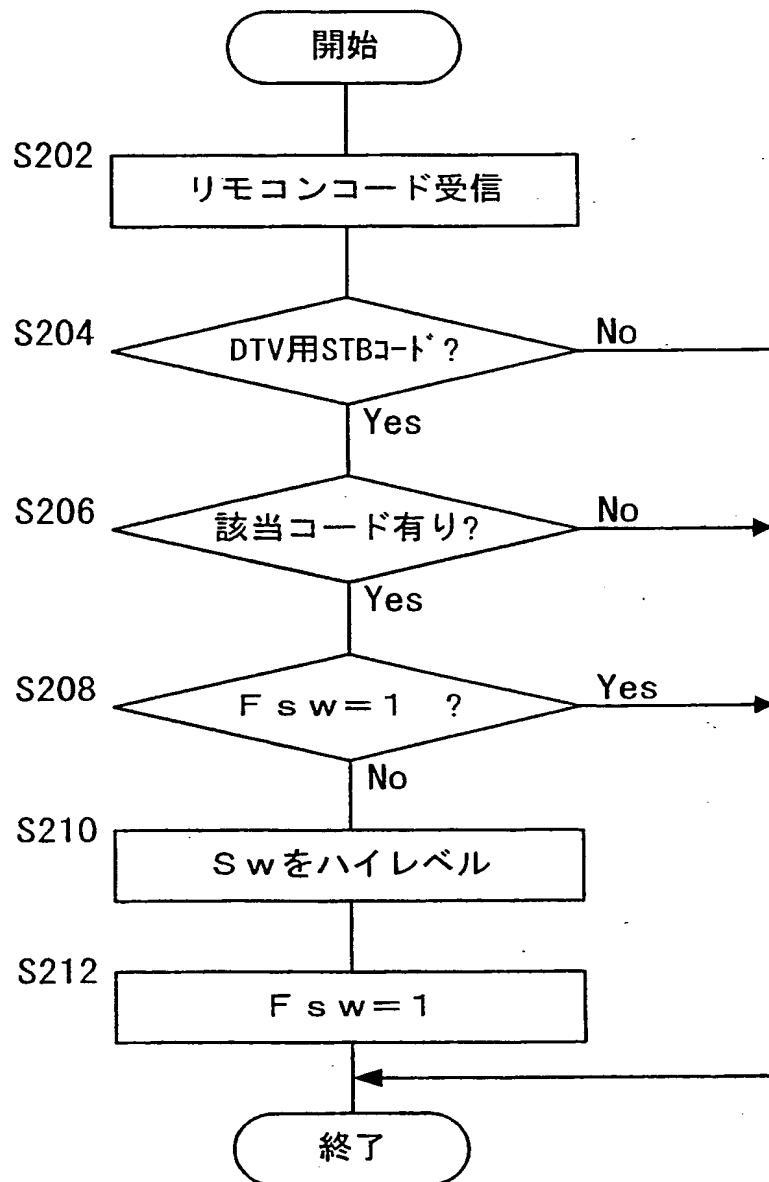 開始
S202
リモコンコード受信
S204
DTV用STBｺｰﾄﾞ?
No
Yes
S206
該当コード有り?
No
Yes
S208
Ｆｓｗ＝１ ?
Yes
No
S210
Ｓｗをハイレベル
S212
Ｆｓｗ＝１
終了